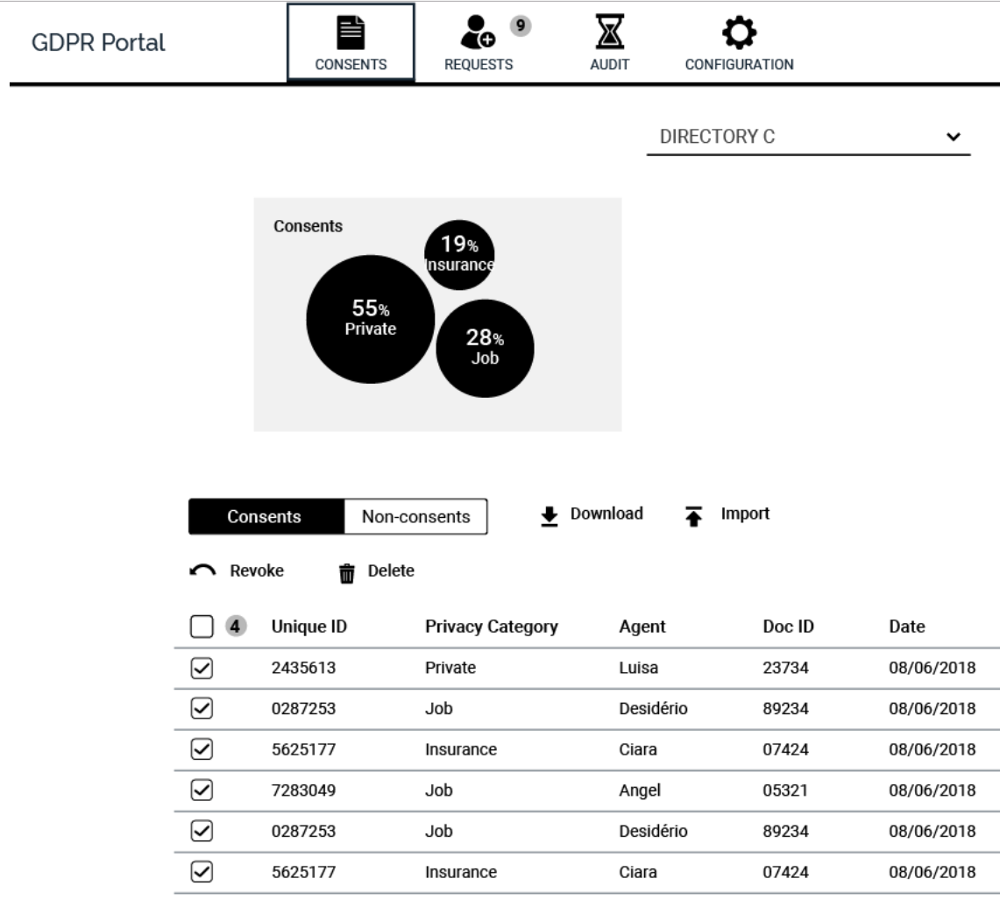 GDPR Portal
CONSENTS
REQUESTS
9
AUDIT
CONFIGURATION
DIRECTORY C
Consents
19%
Insurance
55%
Private
28%
Job
Consents Non-consents Download Import
Revoke Delete
4 Unique ID Privacy Category Agent Doc ID Date
2435613 Private Luisa 23734 08/06/2018
0287253 Job Desidério 89234 08/06/2018
5625177 Insurance Ciara 07424 08/06/2018
7283049 Job Angel 05321 08/06/2018
0287253 Job Desidério 89234 08/06/2018
5625177 Insurance Ciara 07424 08/06/2018